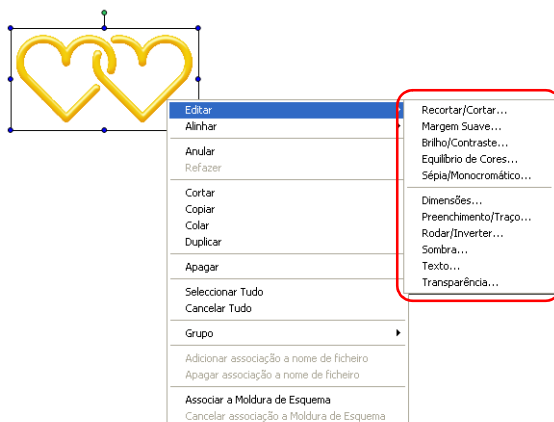 Editar
Alinhar
Anular
Refazer
Cortar
Copiar
Colar
Duplicar
Apagar
Seleccionar Tudo
Cancelar Tudo
Grupo
Adicionar associação a nome de ficheiro
Apagar associação a nome de ficheiro
Associar a Moldura de Esquema
Cancelar associação a Moldura de Esquema
Recortar/Cortar...
Margem Suave...
Brilho/Contraste...
Equilíbrio de Cores...
Sépia/Monocromático...
Dimensões...
Preenchimento/Traço...
Rodar/Inverter...
Sombra...
Texto...
Transparência...